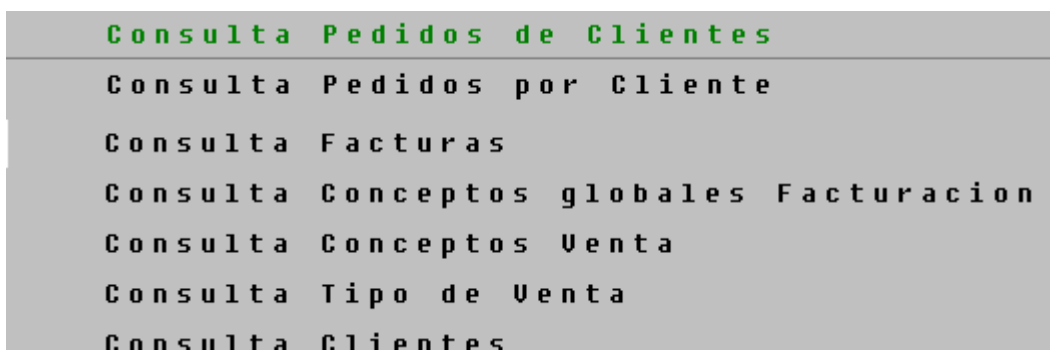 Consulta Pedidos de Clientes
Consulta Pedidos por Cliente
Consulta Facturas
Consulta Conceptos globales Facturacion
Consulta Conceptos Venta
Consulta Tipo de Venta
Consulta Clientes